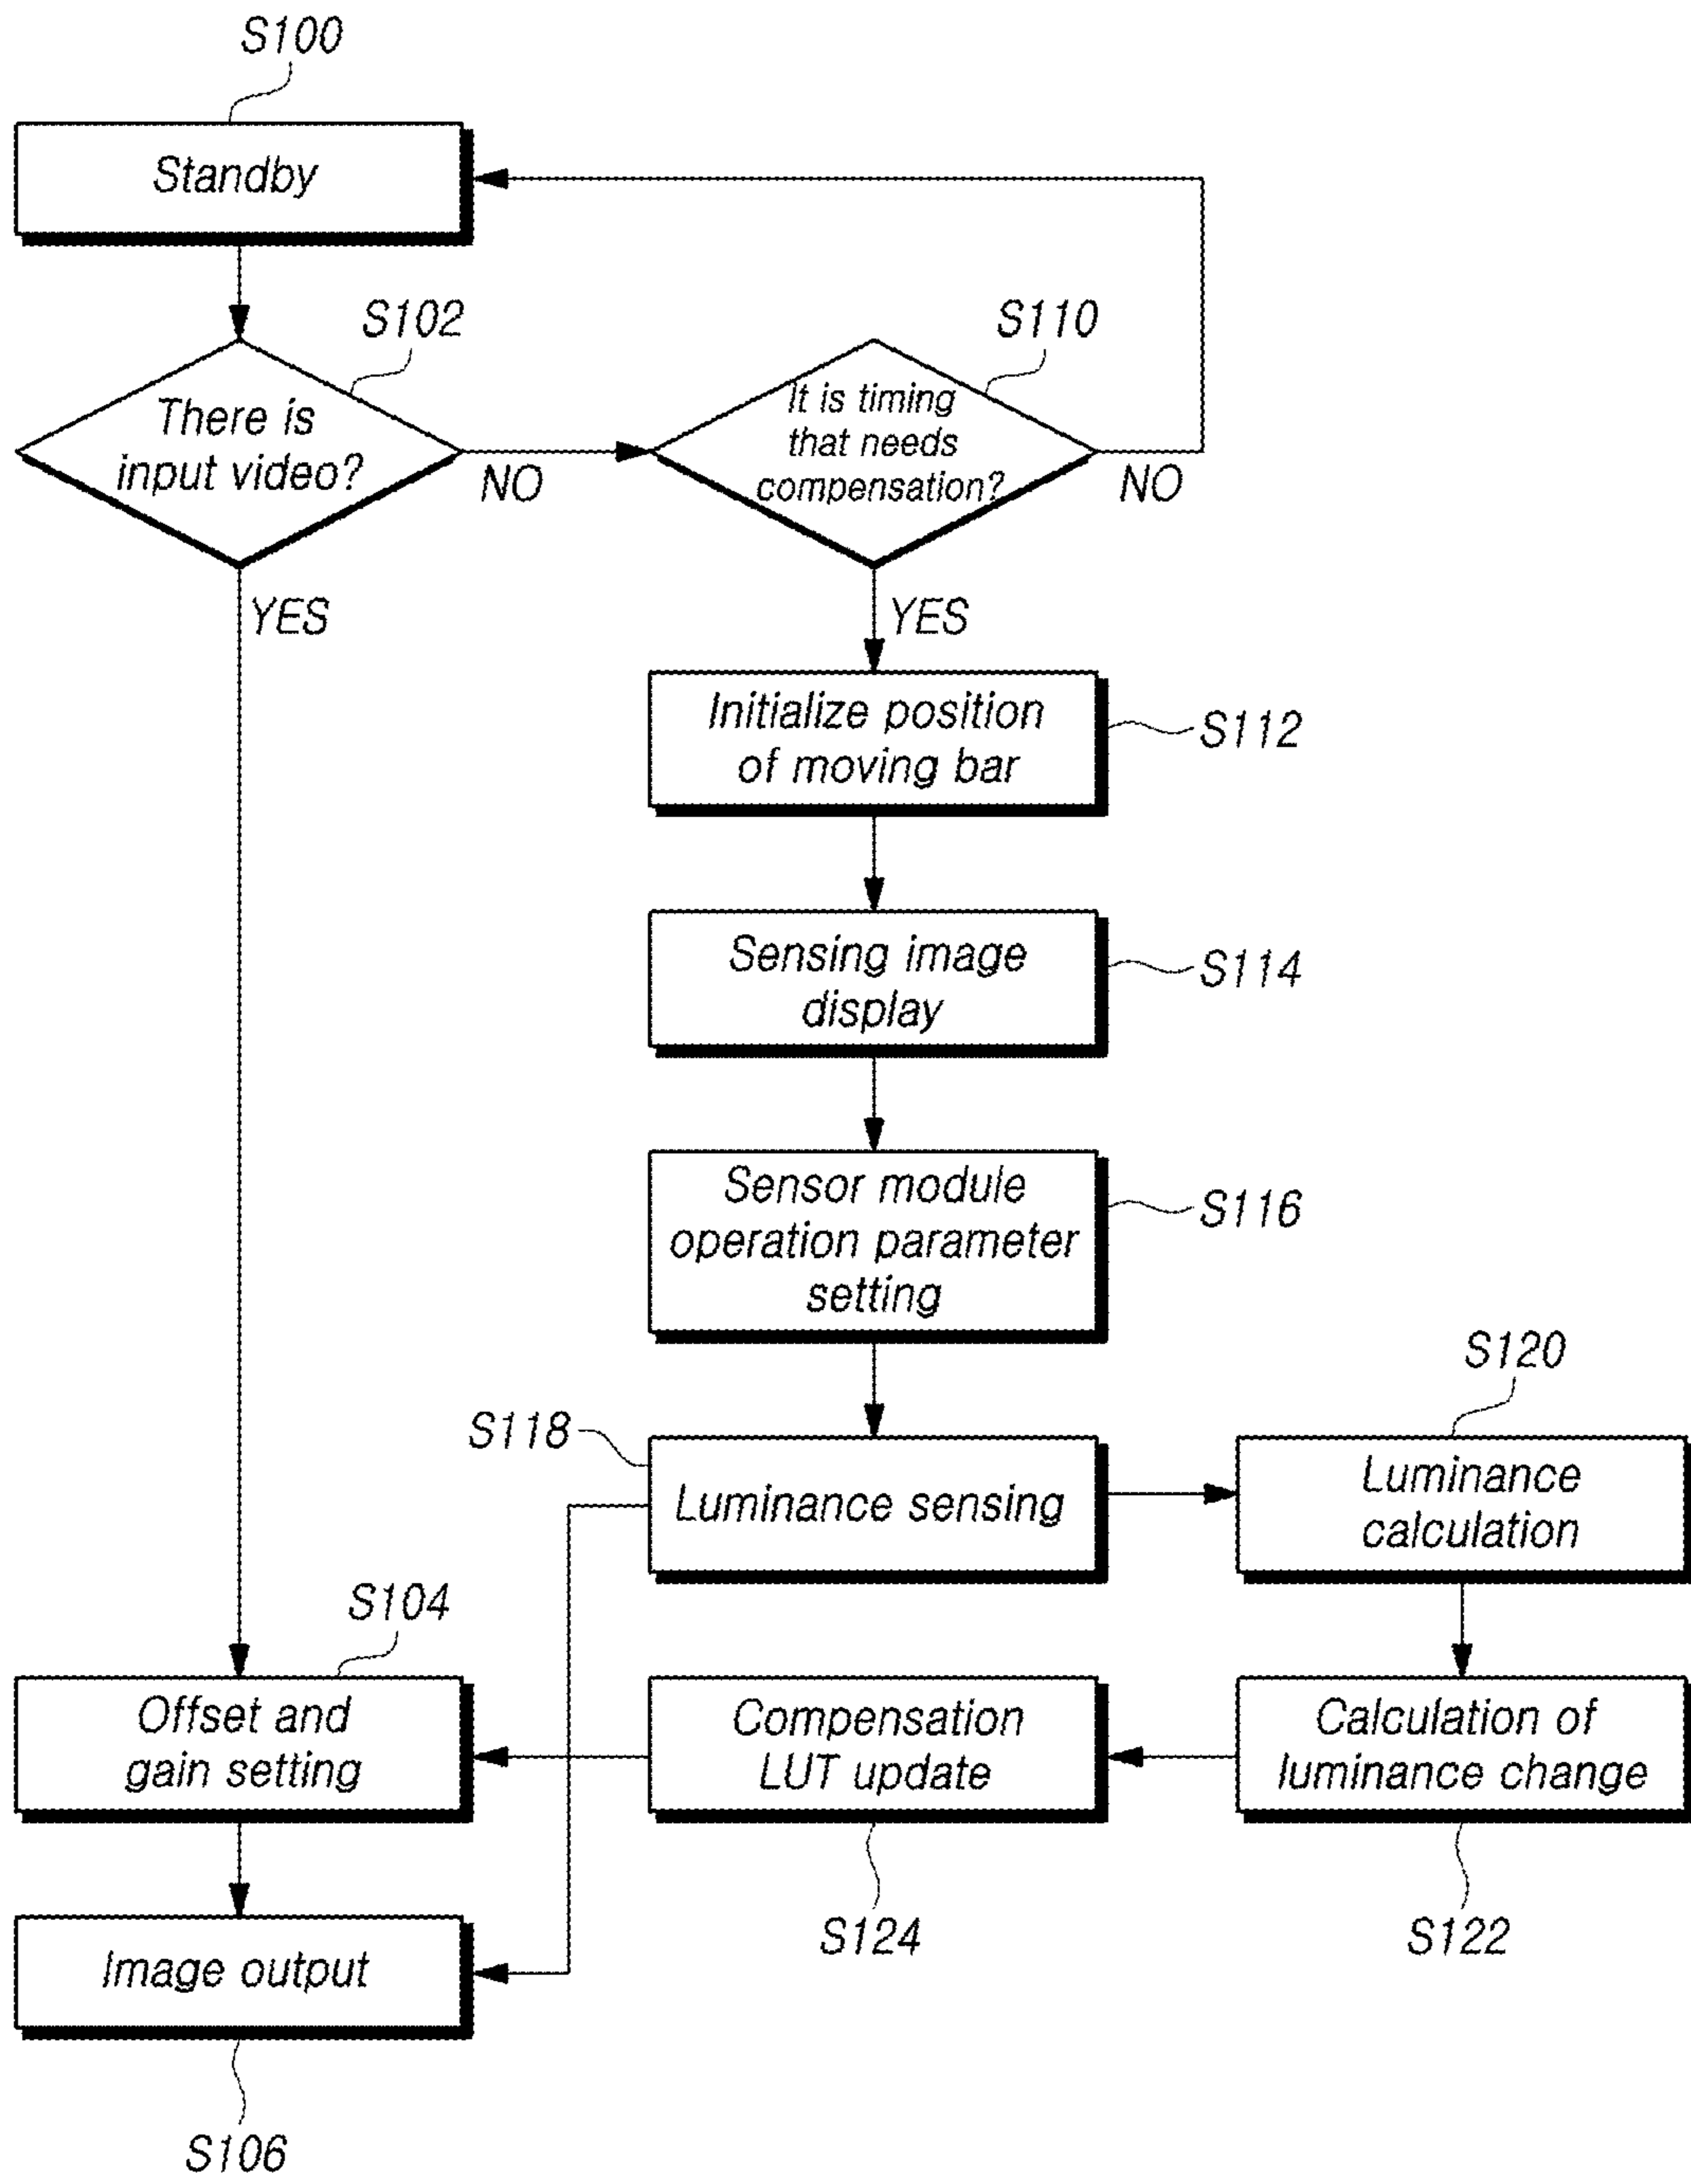 S100
Standby
S102
There is
input video?
NO
YES
S110
It is timing
that needs
compensation?
NO
YES
Initialize position
of moving bar
S112
Sensing image
display
S114
Sensor module
operation parameter
setting
S116
S118
Luminance sensing
S120
Luminance
calculation
S104
Offset and
gain setting
Compensation
LUT update
S124
Calculation of
luminance change
S122
Image output
S106